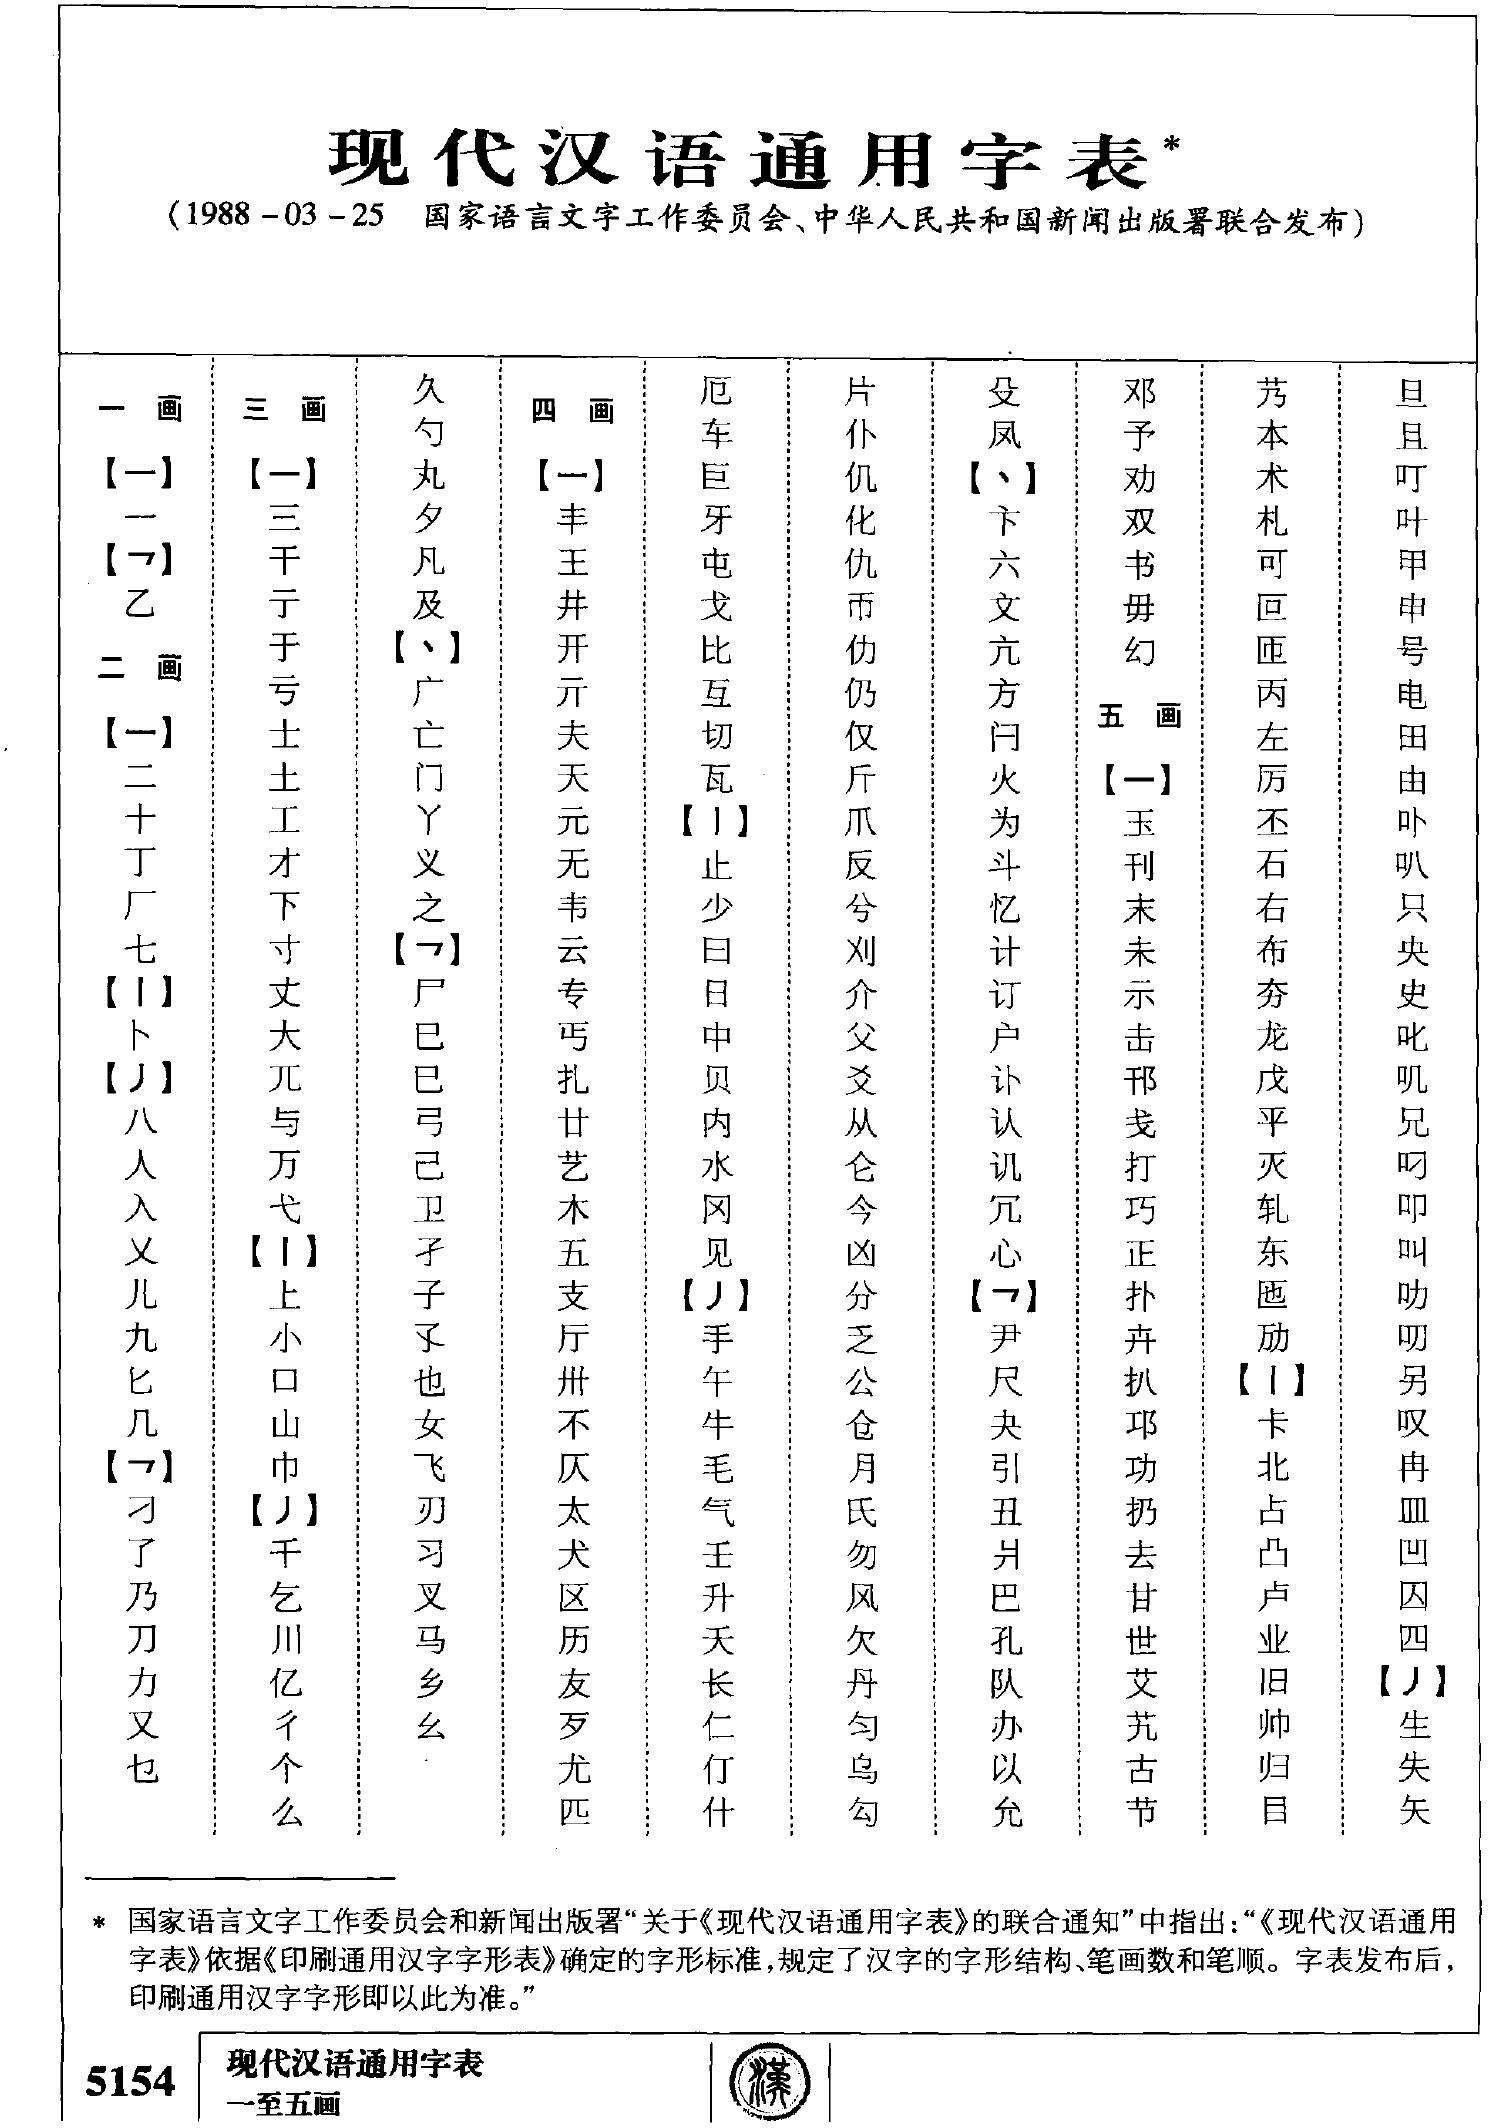 现代汉语通用字表*
(1988－03－25 国家语言文字工作委员会、中华人民共和国新闻出版署联合发布)
一 画
【一】
一
【㇕】
乙
二 画
【一】
二
十
丁
厂
七
【丨】
卜
【丿】
八
人
入
乂
儿
九
匕
几
【㇕】
刁
了
乃
刀
力
又
乜
三 画
【一】
三
干
亍
于
亏
士
土
工
才
下
寸
丈
大
兀
与
万
弋
【丨】
上
小
口
山
巾
【丿】
千
乞
川
亿
彳
个
么
久
勺
丸
夕
凡
及
【丶】
广
亡
门
丫
义
之
【㇕】
尸
已
巳
弓
己
卫
孑
子
孓
也
女
飞
刃
习
叉
马
乡
幺
四 画
【一】
丰
王
井
开
亓
夫
天
元
无
韦
云
专
丐
扎
廿
艺
木
五
支
厅
卅
不
仄
太
犬
区
历
友
歹
尤
匹
厄
车
巨
牙
屯
戈
比
互
切
瓦
【丨】
止
少
曰
日
中
贝
内
水
冈
见
【丿】
手
午
牛
毛
气
壬
升
夭
长
仁
仃
什
片
仆
仉
化
仇
币
仂
仍
仅
斤
爪
反
兮
刈
介
父
爻
从
仑
今
凶
分
乏
公
仓
月
氏
勿
风
欠
丹
匀
乌
勾
殳
凤
【丶】
卞
六
文
亢
方
闩
火
为
斗
忆
计
订
户
讣
认
讥
冗
心
【㇕】
尹
尺
夬
引
丑
爿
巴
孔
队
办
以
允
邓
予
劝
双
书
毋
幻
五 画
【一】
玉
刊
末
未
示
击
邗
戋
打
巧
正
扑
卉
扒
邛
功
扔
去
甘
世
艾
艽
古
节
艿
本
术
札
可
叵
匝
丙
左
厉
丕
石
右
布
夯
龙
戊
平
灭
轧
东
匜
劢
【丨】
卡
北
占
凸
卢
业
旧
帅
归
目
旦
且
叮
叶
甲
申
号
电
田
由
卟
叭
只
央
史
叱
叽
兄
叼
叩
叫
叻
叨
另
叹
冉
皿
凹
囚
四
【丿】
生
失
矢
* 国家语言文字工作委员会和新闻出版署“关于《现代汉语通用字表》的联合通知”中指出:“《现代汉语通用
字表》依据《印刷通用汉字字形表》确定的字形标准,规定了汉字的字形结构、笔画数和笔顺。字表发布后,
印刷通用汉字字形即以此为准。”
5154
现代汉语通用字表
一至五画
漢